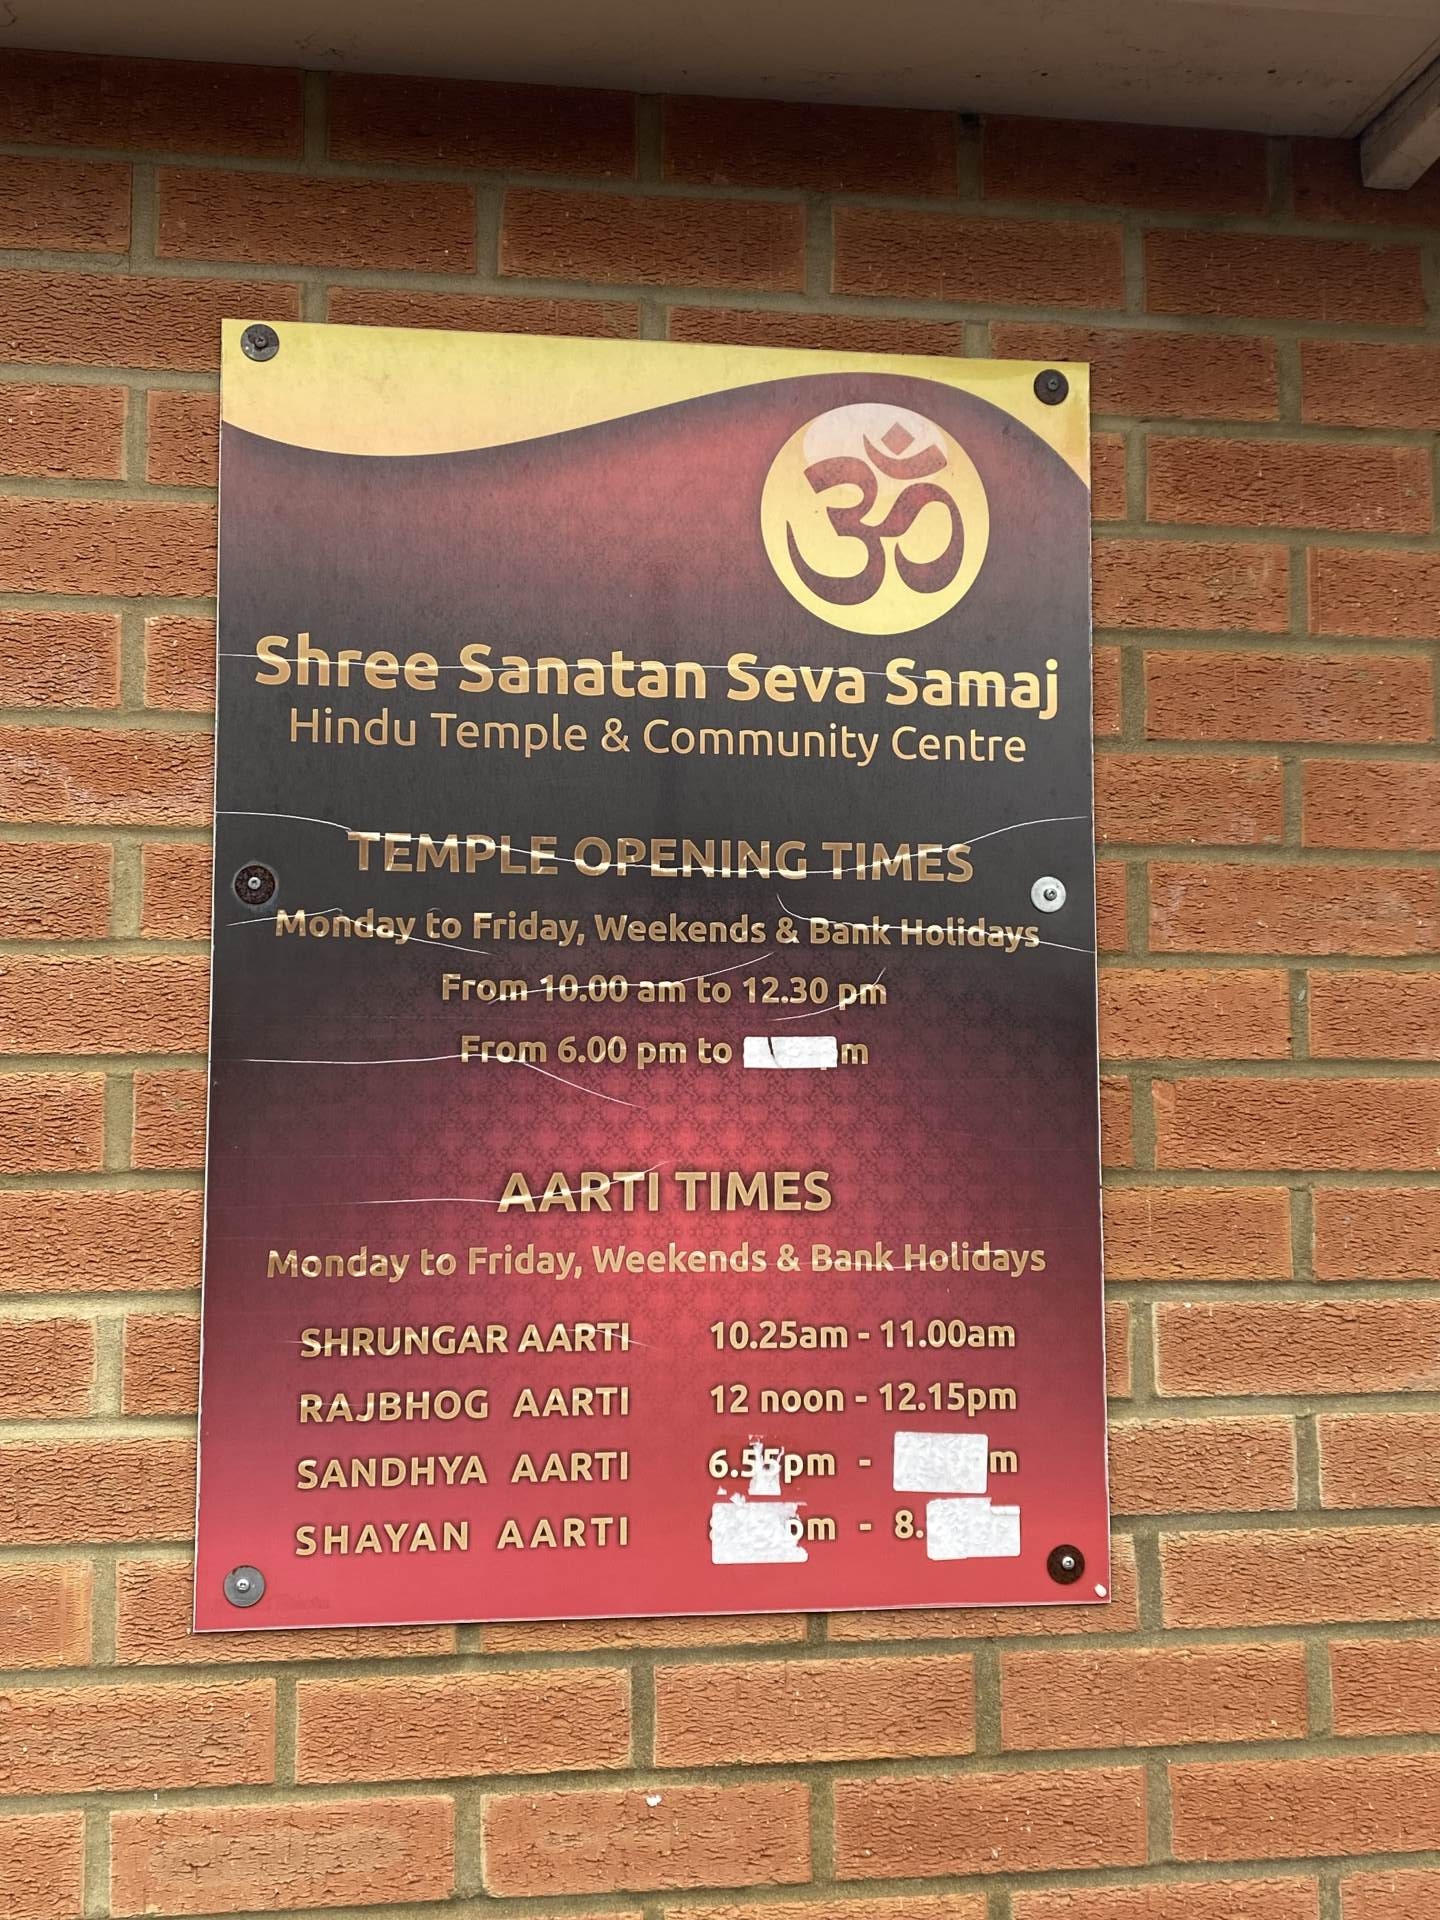 ॐ
Shree Sanatan Seva Samaj
Hindu Temple & Community Centre
TEMPLE OPENING TIMES
Monday to Friday, Weekends & Bank Holidays
From 10.00 am to 12.30 pm
From 6.00 pm to
AARTI TIMES
Monday to Friday, Weekends & Bank Holidays
SHRUNGAR AARTI 10.25am - 11.00am
RAJBHOG AARTI 12 noon - 12.15pm
SANDHYA AARTI 6.55pm -
SHAYAN AARTI -